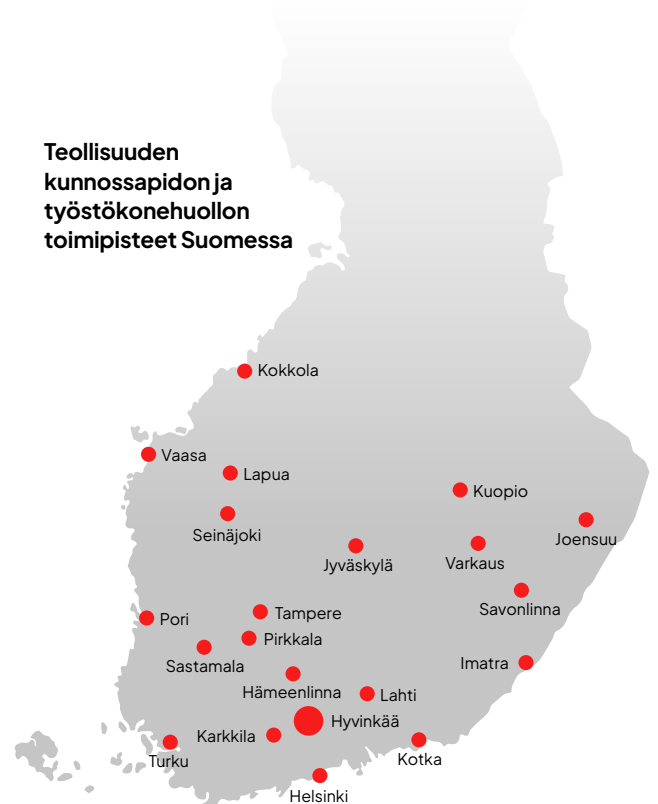 Teollisuuden
kunnossapidon ja
työstökonehuollon
toimipisteet Suomessa
Kokkola
Vaasa
Lapua
Kuopio
Seinäjoki
Joensuu
Jyväskylä
Varkaus
Savonlinna
Tampere
Pori
Pirkkala
Sastamala
Imatra
Hämeenlinna
Lahti
Hyvinkää
Karkkila
Kotka
Turku
Helsinki